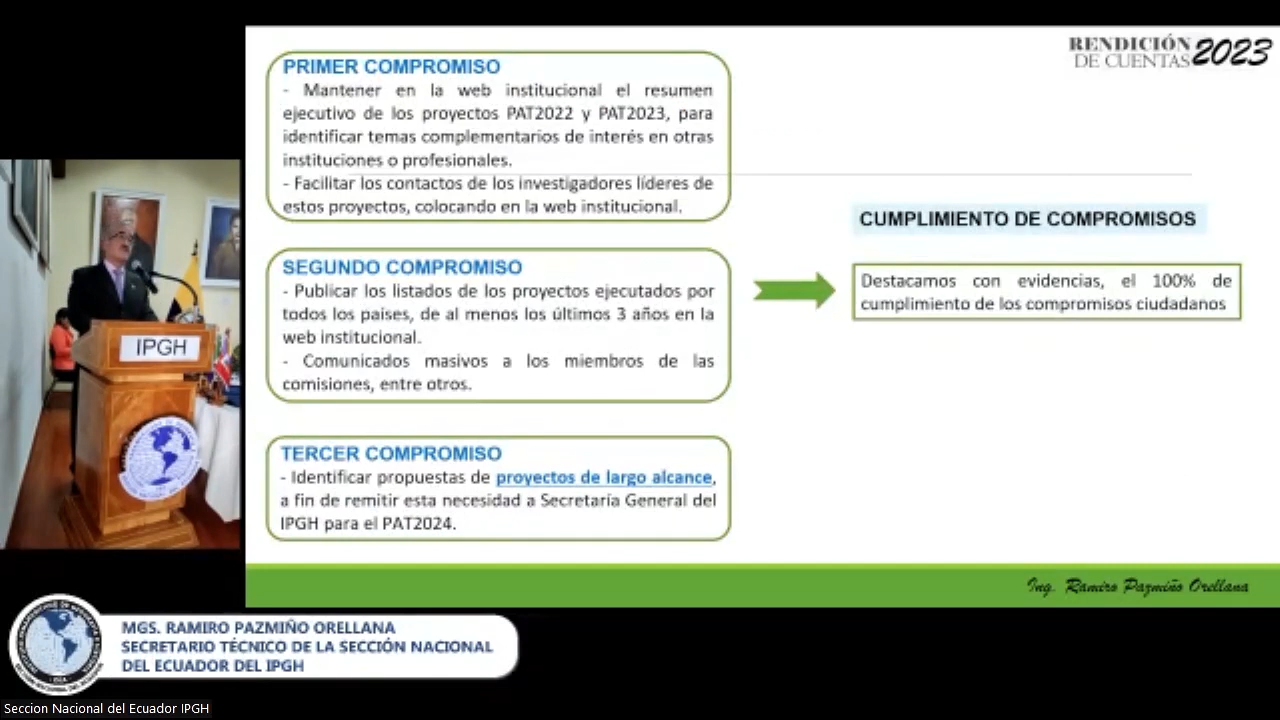 RENDICIÓN
DE CUENTAS 2023
PRIMER COMPROMISO
- Mantener en la web institucional el resumen
ejecutivo de los proyectos PAT2022 y PAT2023, para
identificar temas complementarios de interés en otras
instituciones o profesionales.
- Facilitar los contactos de los investigadores líderes de
estos proyectos, colocando en la web institucional.
SEGUNDO COMPROMISO
- Publicar los listados de los proyectos ejecutados por
todos los países, de al menos los últimos 3 años en la
web institucional.
- Comunicados masivos a los miembros de las
comisiones, entre otros.
TERCER COMPROMISO
- Identificar propuestas de proyectos de largo alcance,
a fin de remitir esta necesidad a Secretaría General del
IPGH para el PAT2024.
CUMPLIMIENTO DE COMPROMISOS
Destacamos con evidencias, el 100% de
cumplimiento de los compromisos ciudadanos
IPGH
Ing. Ramiro Pazmiño Orellana
MGS. RAMIRO PAZMIÑO ORELLANA
SECRETARIO TÉCNICO DE LA SECCIÓN NACIONAL
DEL ECUADOR DEL IPGH
Seccion Nacional del Ecuador IPGH